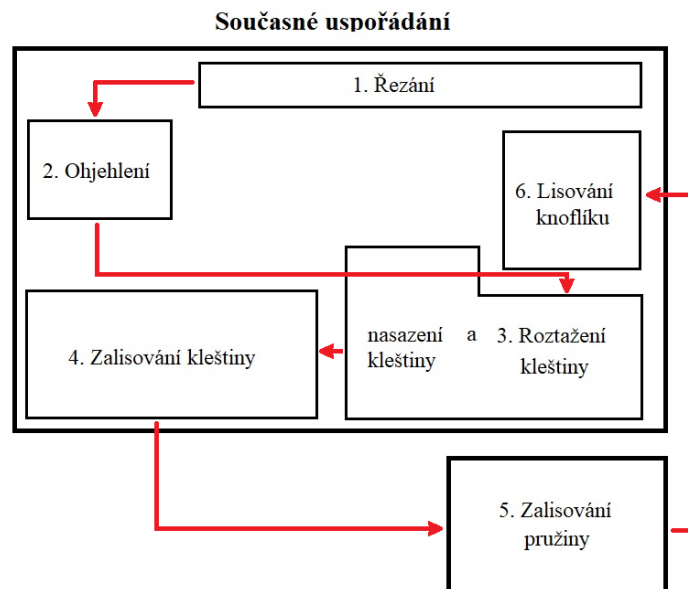 Současné uspořádání
1. Řezání
2. Ohjehlení
6. Lisování
knoflíku
nasazení a 3. Roztažení
kleštiny kleštiny
4. Zalisování kleštiny
5. Zalisování
pružiny